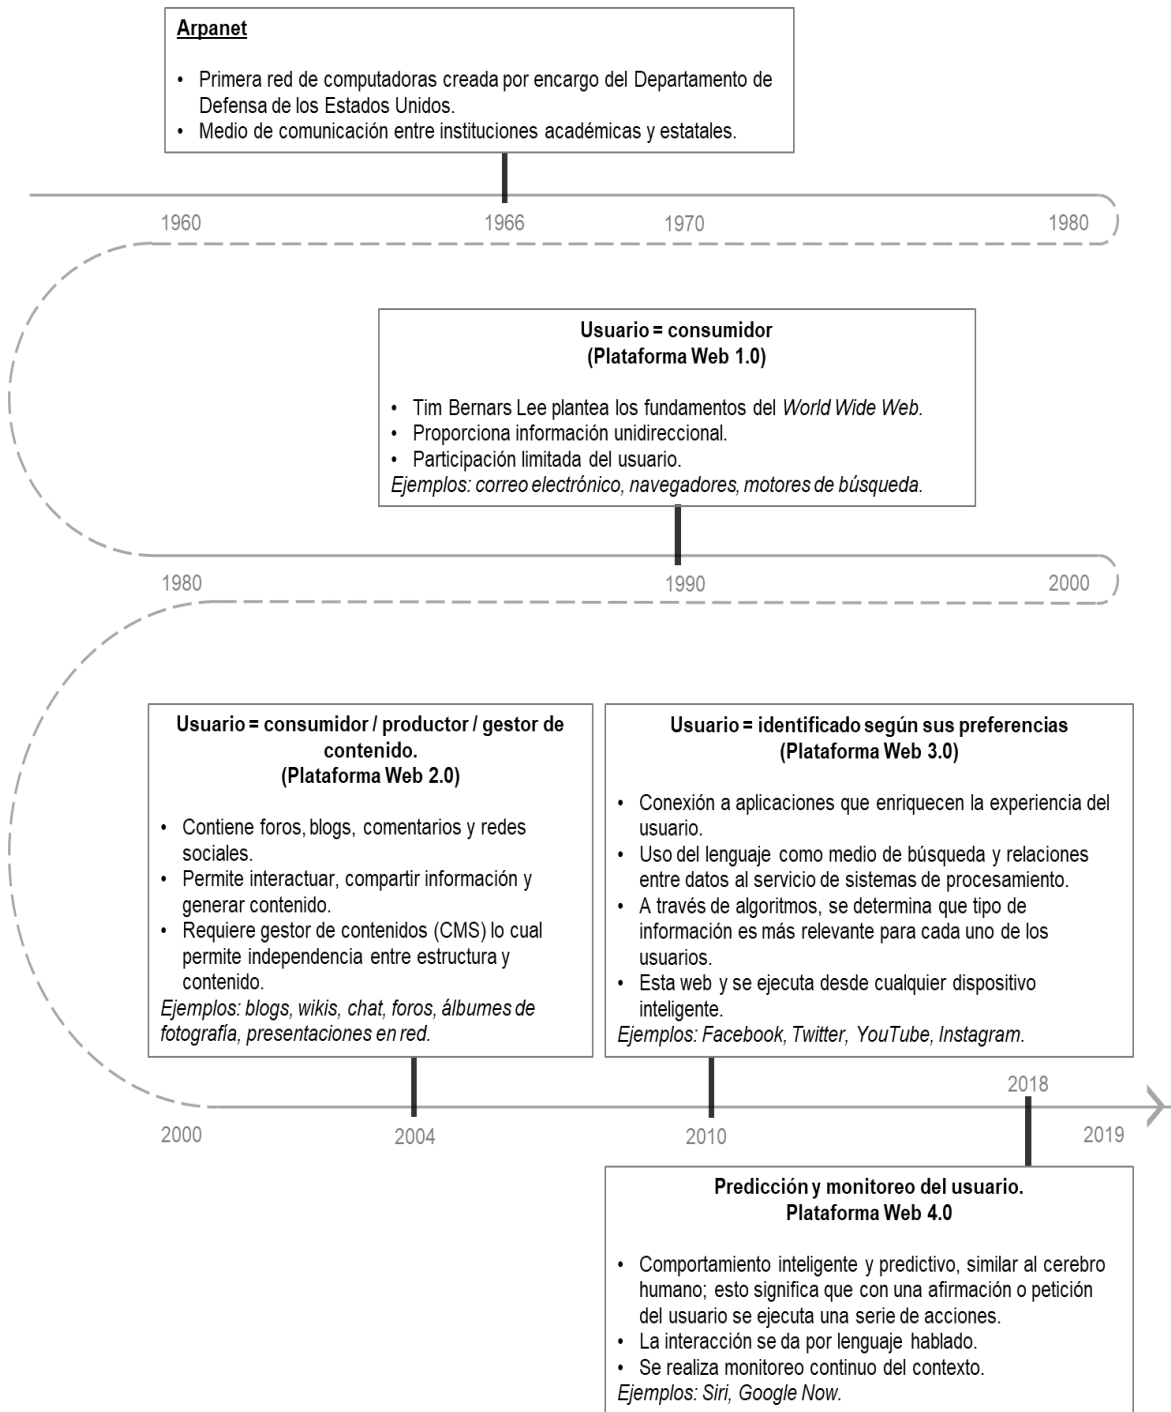 Arpanet
• Primera red de computadoras creada por encargo del Departamento de
Defensa de los Estados Unidos.
• Medio de comunicación entre instituciones académicas y estatales.
1960 1966 1970 1980
Usuario = consumidor
(Plataforma Web 1.0)
• Tim Bernars Lee plantea los fundamentos del World Wide Web.
• Proporciona información unidireccional.
• Participación limitada del usuario.
Ejemplos: correo electrónico, navegadores, motores de búsqueda.
1980 1990 2000
Usuario = consumidor / productor / gestor de
contenido.
(Plataforma Web 2.0)
• Contiene foros, blogs, comentarios y redes
sociales.
• Permite interactuar, compartir información y
generar contenido.
• Requiere gestor de contenidos (CMS) lo cual
permite independencia entre estructura y
contenido.
Ejemplos: blogs, wikis, chat, foros, álbumes de
fotografía, presentaciones en red.
Usuario = identificado según sus preferencias
(Plataforma Web 3.0)
• Conexión a aplicaciones que enriquecen la experiencia del
usuario.
• Uso del lenguaje como medio de búsqueda y relaciones
entre datos al servicio de sistemas de procesamiento.
• A través de algoritmos, se determina que tipo de
información es más relevante para cada uno de los
usuarios.
• Esta web y se ejecuta desde cualquier dispositivo
inteligente.
Ejemplos: Facebook, Twitter, YouTube, Instagram.
2018
2000 2004 2010 2019
Predicción y monitoreo del usuario.
Plataforma Web 4.0
• Comportamiento inteligente y predictivo, similar al cerebro
humano; esto significa que con una afirmación o petición
del usuario se ejecuta una serie de acciones.
• La interacción se da por lenguaje hablado.
• Se realiza monitoreo continuo del contexto.
Ejemplos: Siri, Google Now.